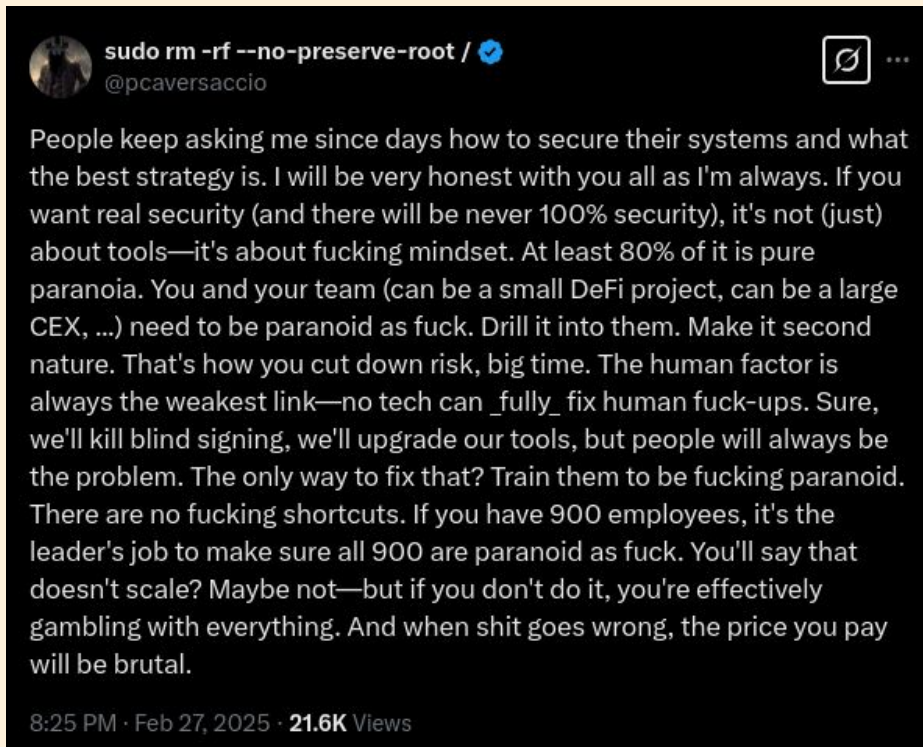 sudo rm -rf --no-preserve-root /
@pcaversaccio
People keep asking me since days how to secure their systems and what
the best strategy is. I will be very honest with you all as I'm always. If you
want real security (and there will be never 100% security), it's not (just)
about tools—it's about fucking mindset. At least 80% of it is pure
paranoia. You and your team (can be a small DeFi project, can be a large
CEX, ...) need to be paranoid as fuck. Drill it into them. Make it second
nature. That's how you cut down risk, big time. The human factor is
always the weakest link—no tech can _fully_ fix human fuck-ups. Sure,
we'll kill blind signing, we'll upgrade our tools, but people will always be
the problem. The only way to fix that? Train them to be fucking paranoid.
There are no fucking shortcuts. If you have 900 employees, it's the
leader's job to make sure all 900 are paranoid as fuck. You'll say that
doesn't scale? Maybe not—but if you don't do it, you're effectively
gambling with everything. And when shit goes wrong, the price you pay
will be brutal.
8:25 PM · Feb 27, 2025 · 21.6K Views